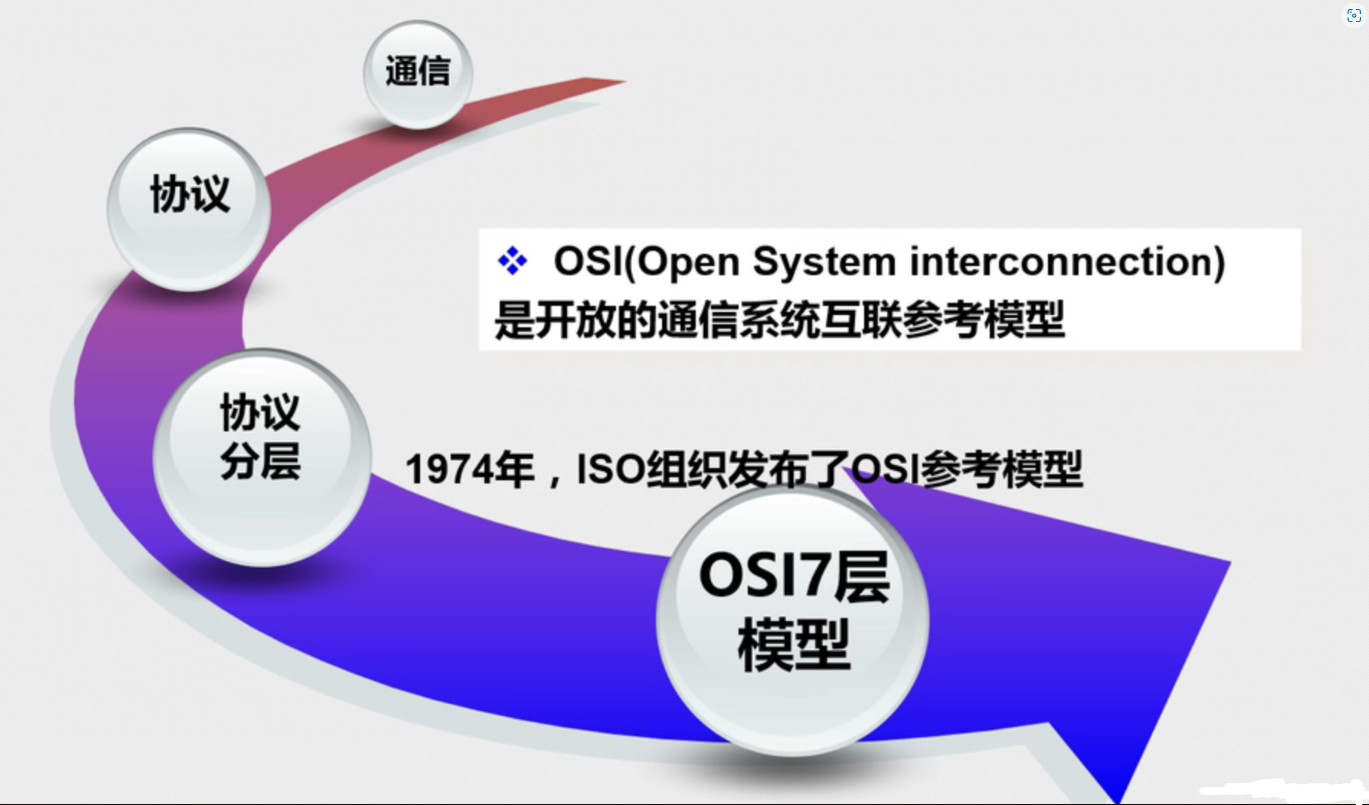 通信
协议
OSI(Open System interconnection)
是开放的通信系统互联参考模型
协议
分层
1974年，ISO组织发布了OSI参考模型
OSI7层
模型